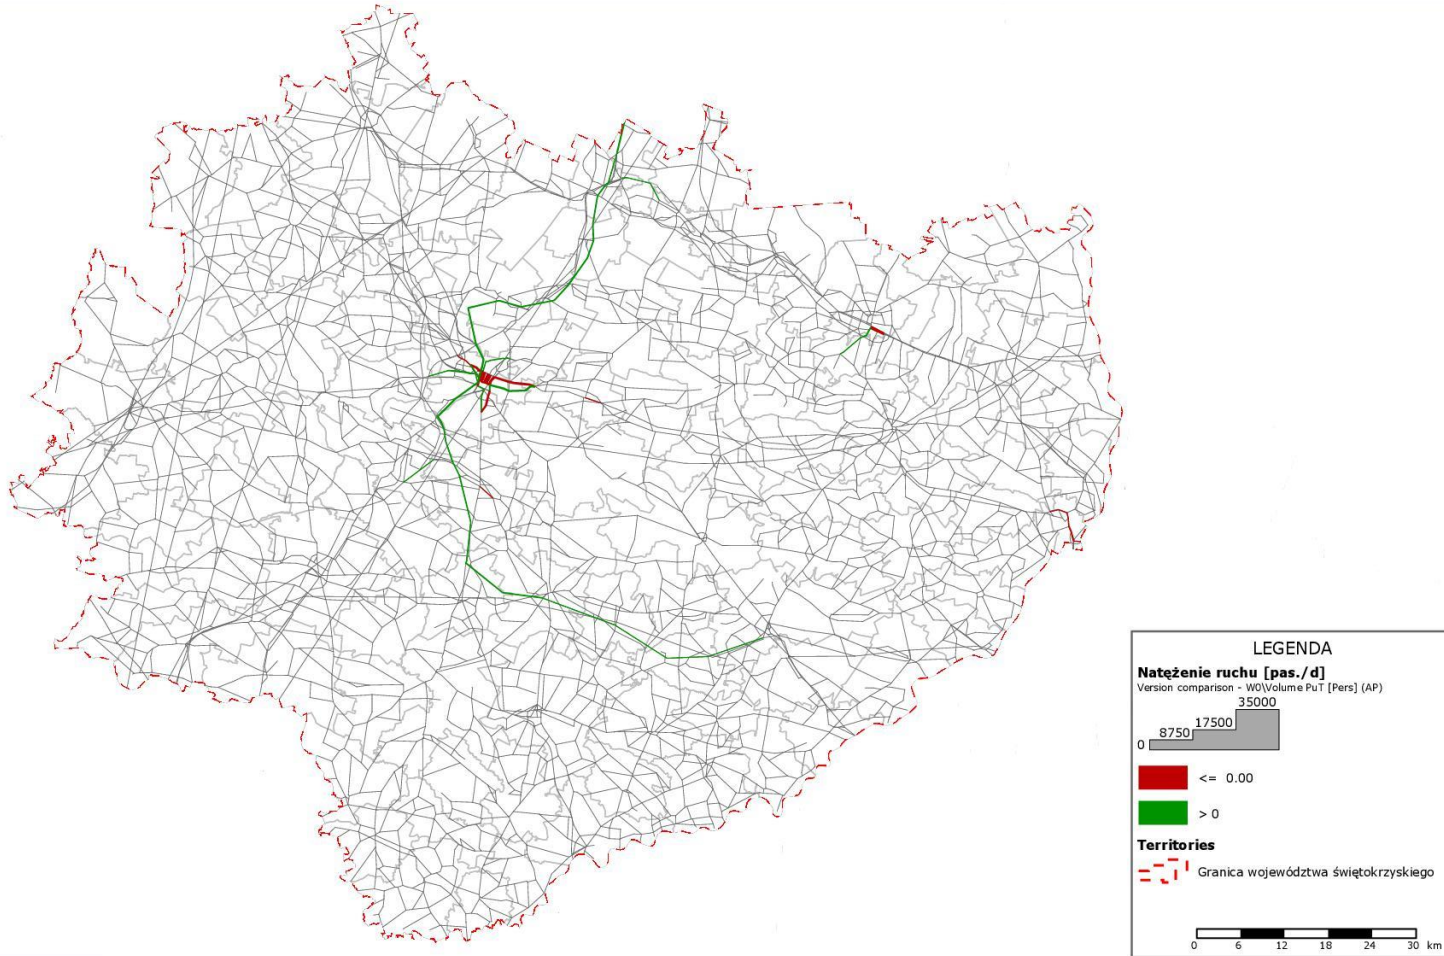 LEGENDA
Natężenie ruchu [pas./d]
Version comparison - W0\Volume PuT [Pers] (AP)
35000
17500
8750
0
<= 0.00
> 0
Territories
Granica województwa świętokrzyskiego
0 6 12 18 24 30 km